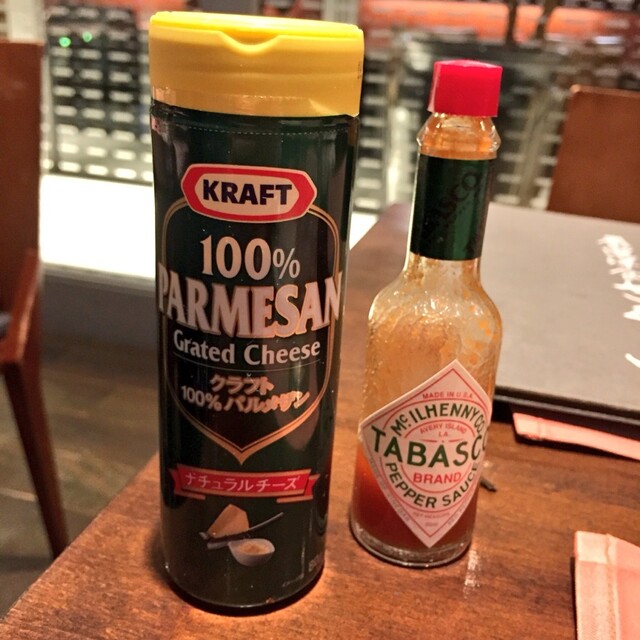 KRAFT
100%
PARMESAN
Grated Cheese
クラフト
100%パルメザン
ナチュラルチーズ
TABASCO
MADE IN U.S.A.
McILHENNY CO.
AVERY ISLAND
LA.
TABASCO
BRAND
PEPPER SAUCE